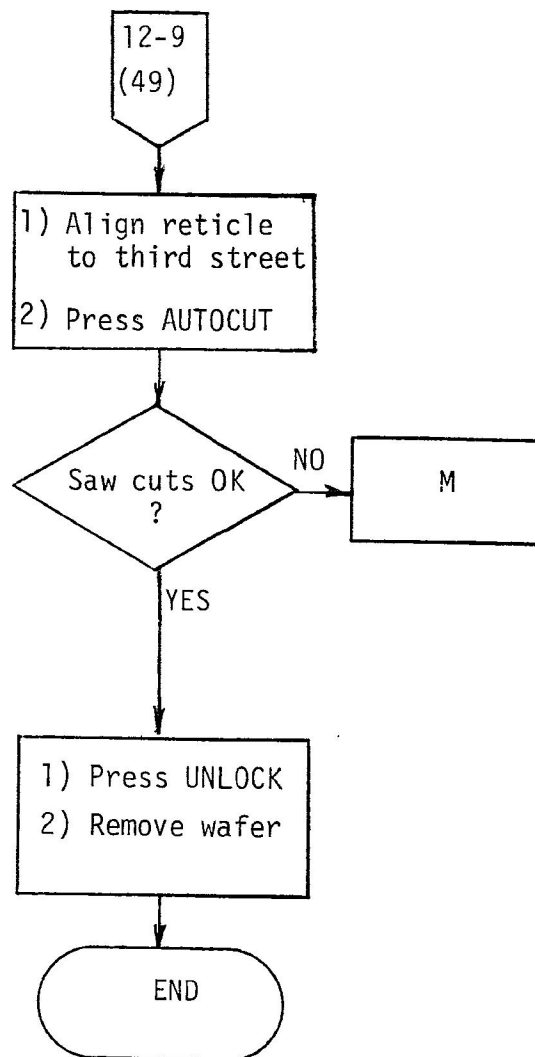 12-9
(49)
1) Align reticle
to third street
2) Press AUTOCUT
Saw cuts OK
?
NO
M
YES
1) Press UNLOCK
2) Remove wafer
END